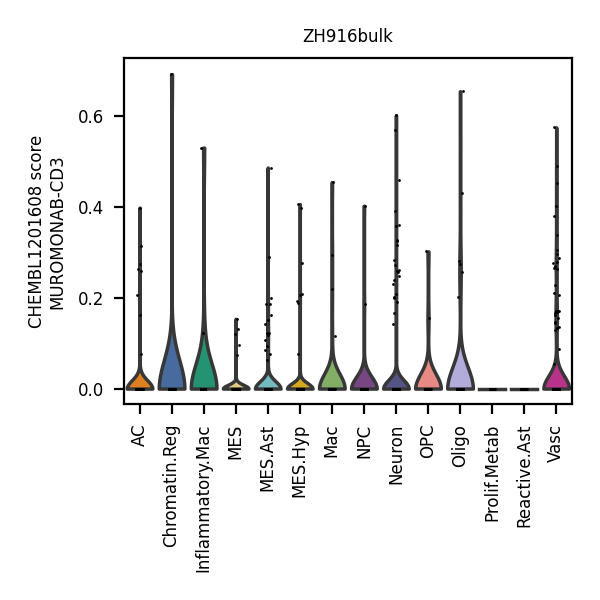 ZH916bulk
CHEMBL1201608 score
MUROMONAB-CD3
0.6
0.4
0.2
0.0
AC
Chromatin.Reg
Inflammatory.Mac
MES
MES.Ast
MES.Hyp
Mac
NPC
Neuron
OPC
Oligo
Prolif.Metab
Reactive.Ast
Vasc